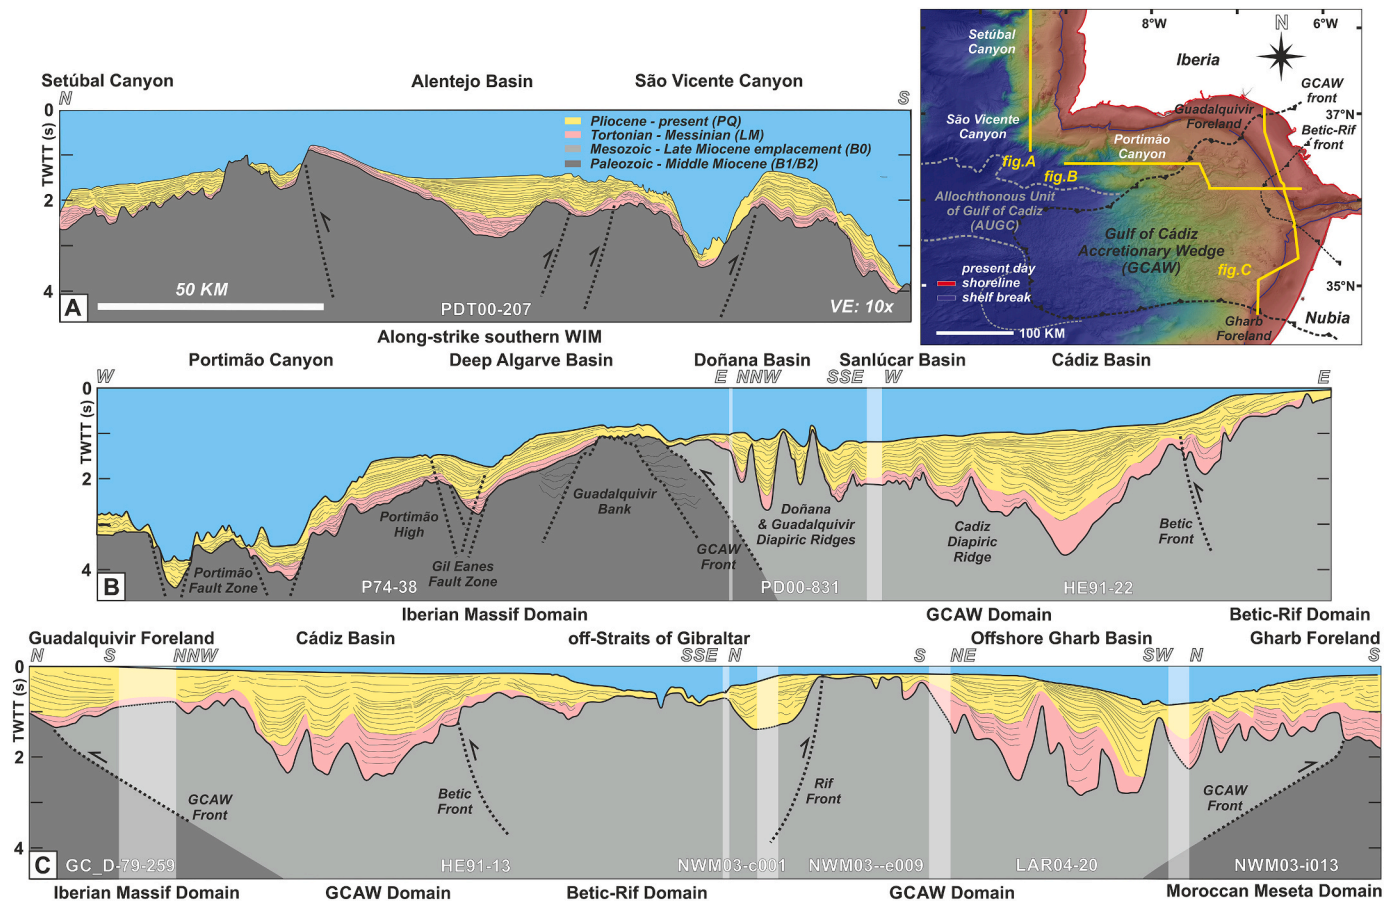 Setúbal Canyon
Alentejo Basin
São Vicente Canyon
N
S
0
TWTT (s)
2
4
Pliocene - present (PQ)
Tortonian - Messinian (LM)
Mesozoic - Late Miocene emplacement (B0)
Paleozoic - Middle Miocene (B1/B2)
50 KM
A
PDT00-207
VE: 10x
Along-strike southern WIM
8°W
6°W
N
Setúbal
Canyon
Iberia
GCAW
front
37°N
Guadalquivir
Foreland
Betic-Rif
front
São Vicente
Canyon
Portimão
Canyon
fig.A
fig.B
Allochthonous Unit
of Gulf of Cadiz
(AUGC)
Gulf of Cádiz
Accretionary Wedge
(GCAW)
fig.C
present day
shoreline
shelf break
35°N
Nubia
Gharb
Foreland
100 KM
Portimão Canyon
Deep Algarve Basin
Doñana Basin
Sanlúcar Basin
Cádiz Basin
W
E
NNW
SSE
W
E
0
TWTT (s)
2
4
Portimão
High
Guadalquivir
Bank
Doñana
& Guadalquivir
Diapiric Ridges
Cadiz
Diapiric
Ridge
Betic
Front
GCAW
Front
Gil Eanes
Fault Zone
Portimão
Fault Zone
B
P74-38
PD00-831
HE91-22
Iberian Massif Domain
GCAW Domain
Betic-Rif Domain
Guadalquivir Foreland
Cádiz Basin
off-Straits of Gibraltar
Offshore Gharb Basin
Gharb Foreland
N
S
NNW
SSE
N
S
NE
SW
N
S
0
TWTT (s)
2
4
GCAW
Front
Betic
Front
Rif
Front
GCAW
Front
C
GC_D-79-259
HE91-13
NWM03-c001
NWM03--e009
LAR04-20
NWM03-i013
Iberian Massif Domain
GCAW Domain
Betic-Rif Domain
GCAW Domain
Moroccan Meseta Domain